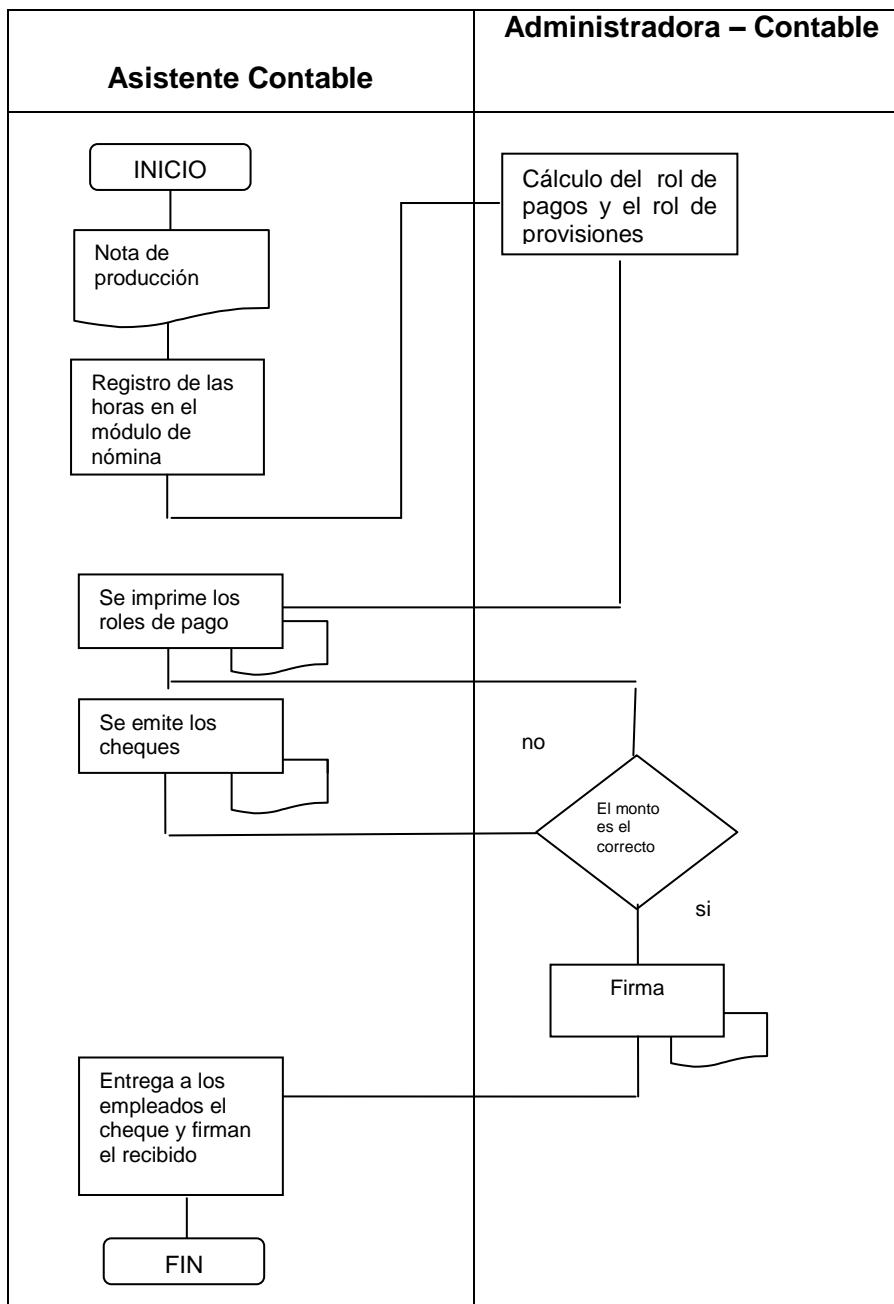 Asistente Contable
Administradora – Contable
INICIO
Nota de
producción
Registro de las
horas en el
módulo de
nómina
Cálculo del rol de
pagos y el rol de
provisiones
Se imprime los
roles de pago
Se emite los
cheques
no
El monto
es el
correcto
si
Firma
Entrega a los
empleados el
cheque y firman
el recibido
FIN